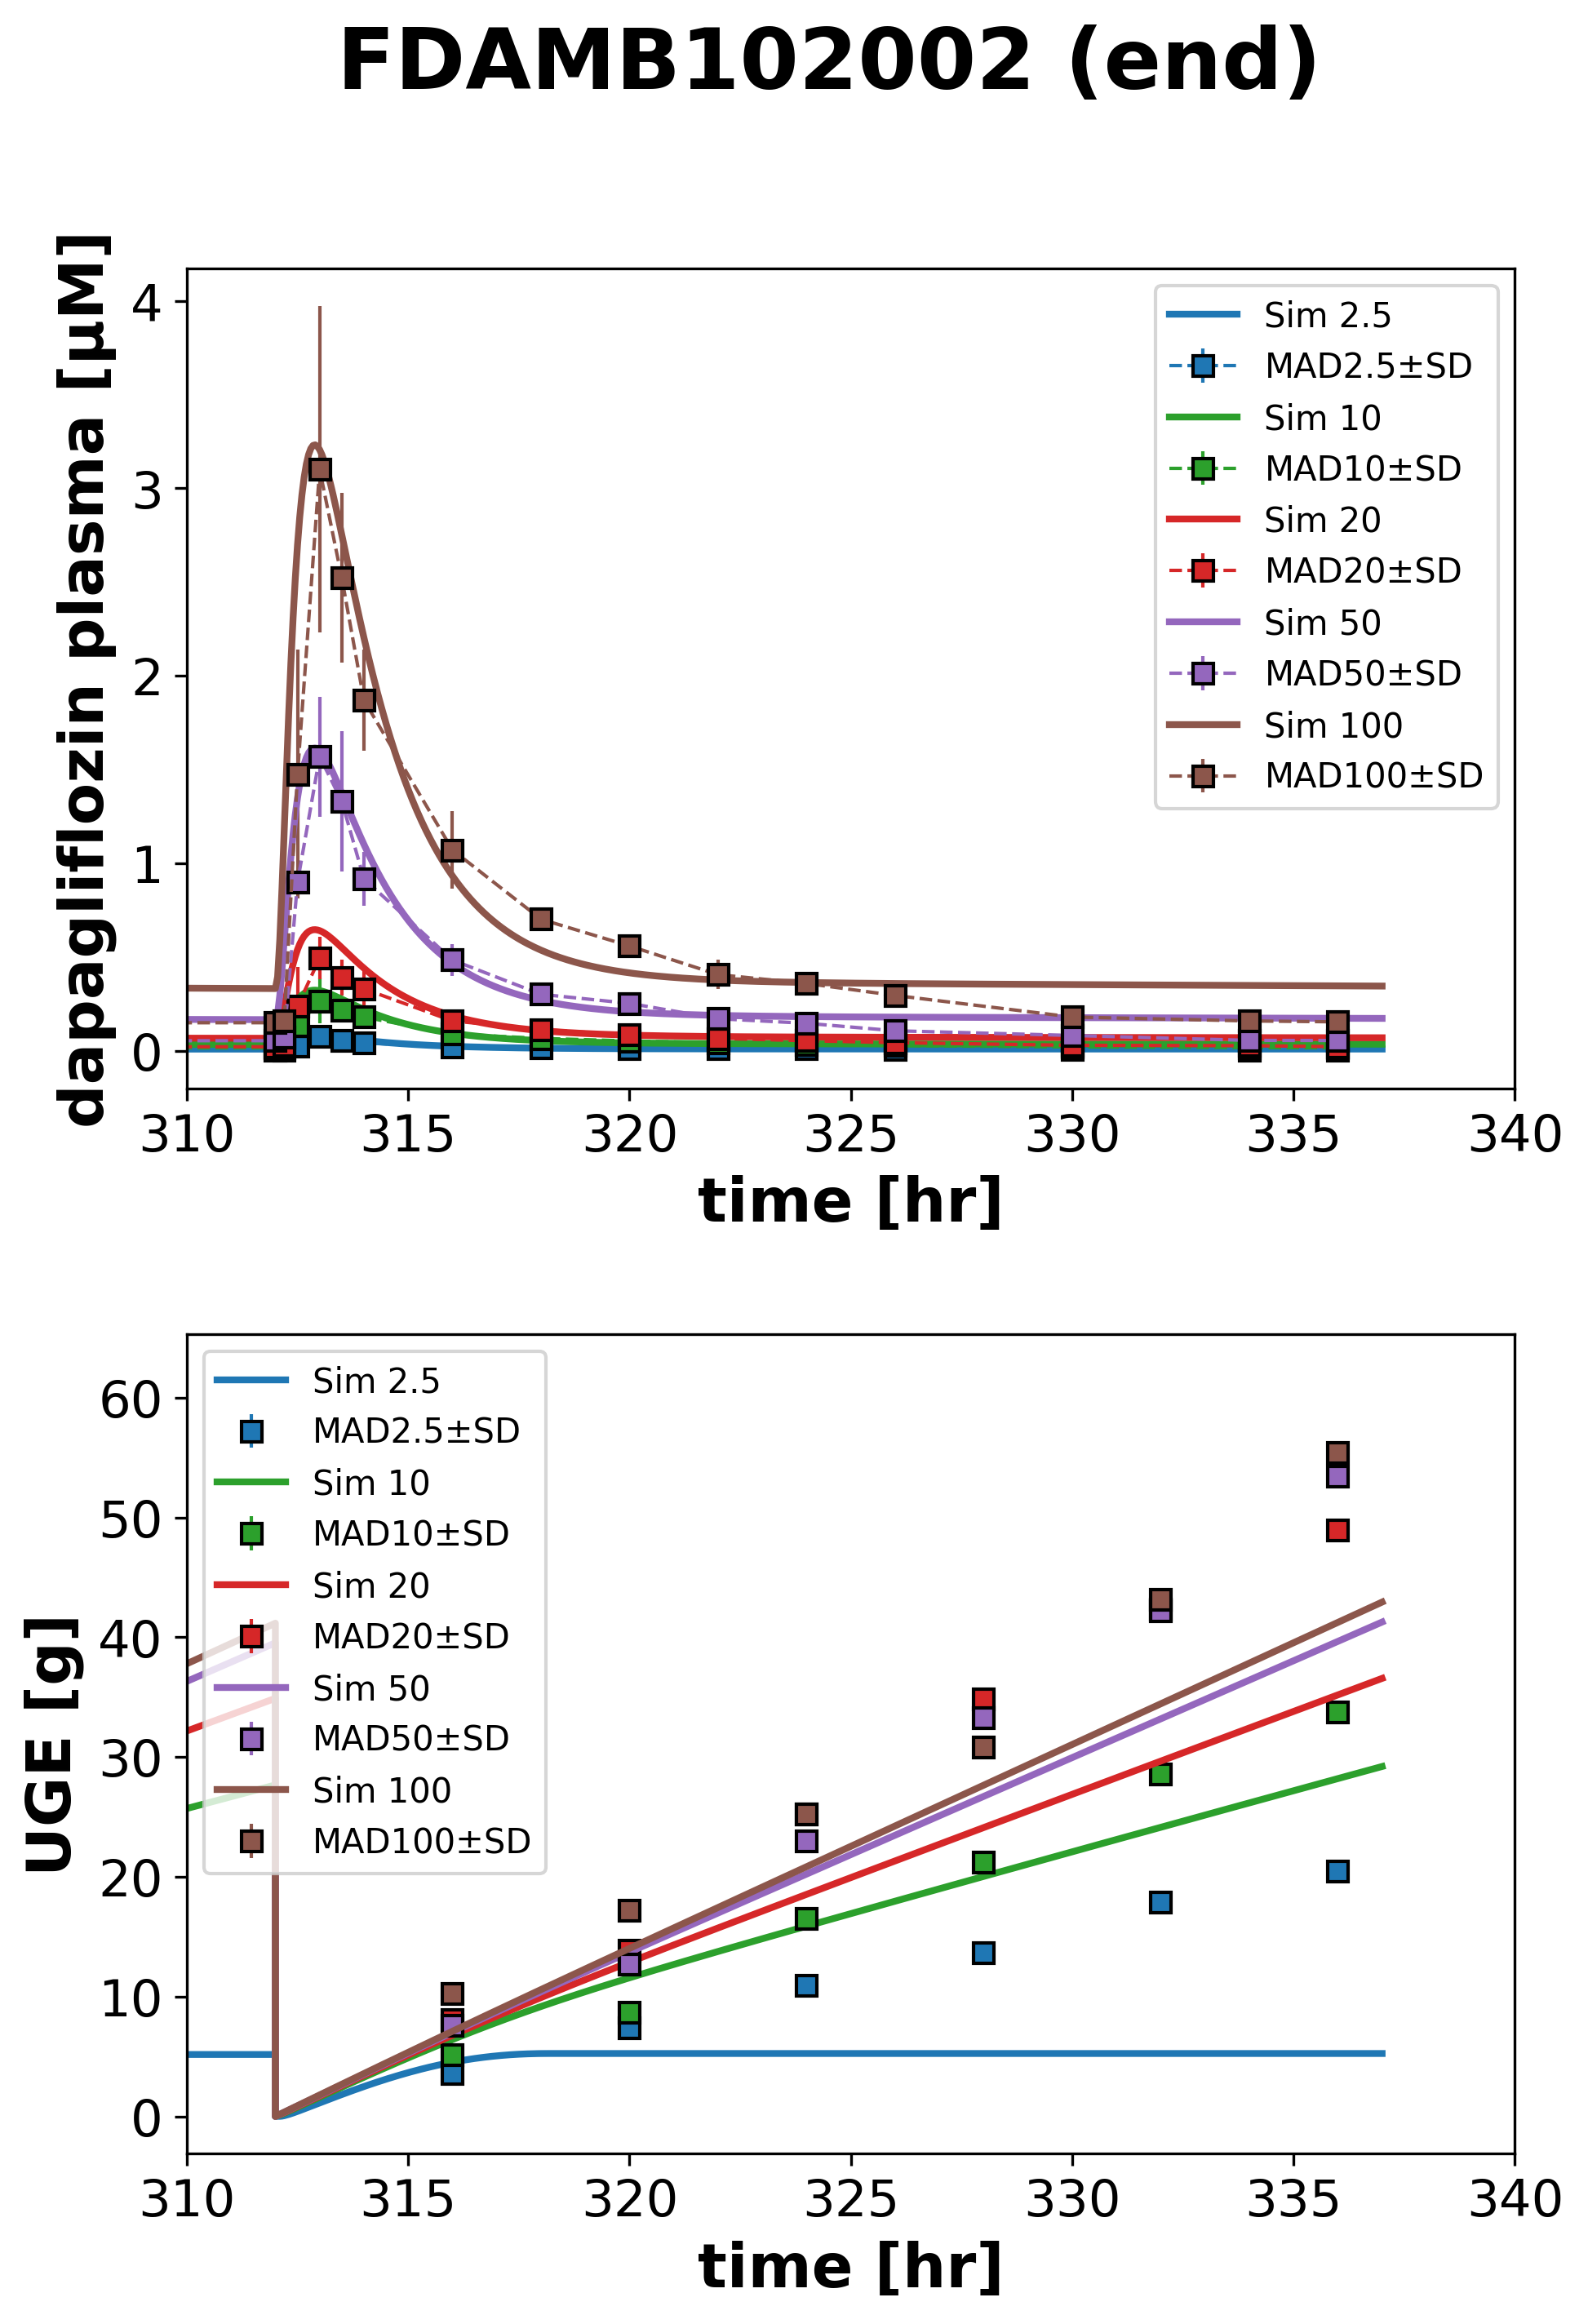 FDAMB102002 (end)
dapagliflozin plasma [µM]
4
3
2
1
0
Sim 2.5
MAD2.5±SD
Sim 10
MAD10±SD
Sim 20
MAD20±SD
Sim 50
MAD50±SD
Sim 100
MAD100±SD
310 315 320 325 330 335 340
time [hr]
UGE [g]
60
50
40
30
20
10
0
Sim 2.5
MAD2.5±SD
Sim 10
MAD10±SD
Sim 20
MAD20±SD
Sim 50
MAD50±SD
Sim 100
MAD100±SD
310 315 320 325 330 335 340
time [hr]